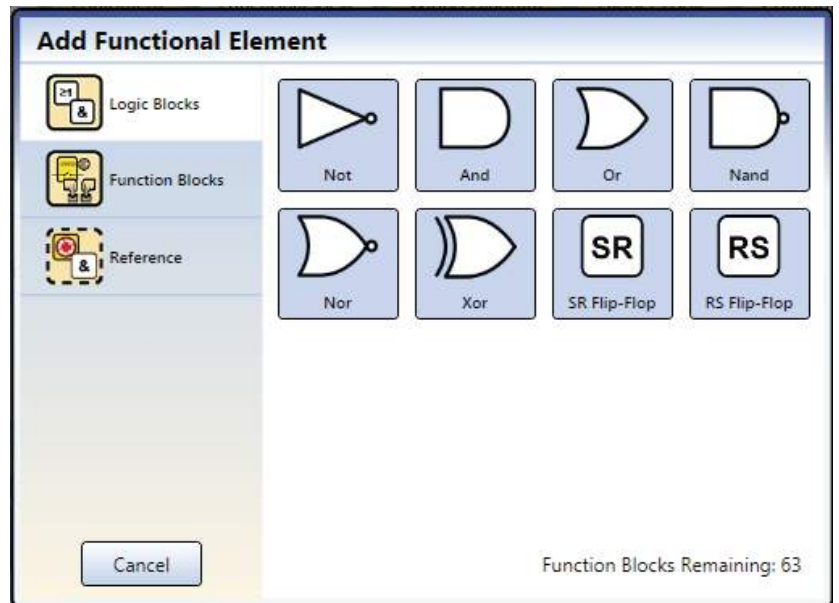 Add Functional Element
Logic Blocks
Function Blocks
Reference
Not
And
Or
Nand
Nor
Xor
SR
SR Flip-Flop
RS
RS Flip-Flop
≥1
&
&
Cancel
Function Blocks Remaining: 63